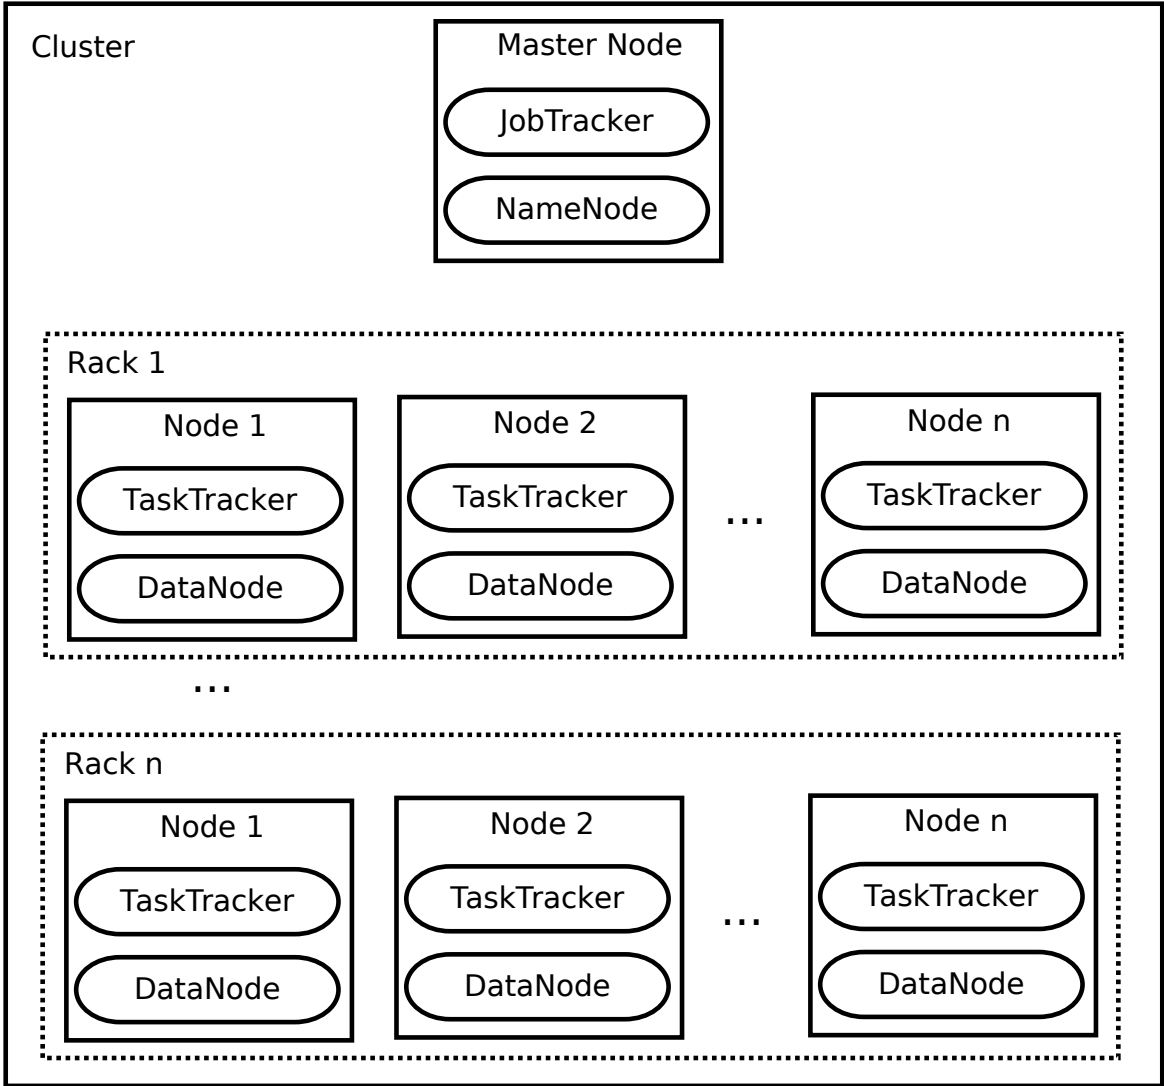 Cluster
Master Node
JobTracker
NameNode
Rack 1
Node 1
TaskTracker
DataNode
Node 2
TaskTracker
DataNode
...
Node n
TaskTracker
DataNode
...
Rack n
Node 1
TaskTracker
DataNode
Node 2
TaskTracker
DataNode
...
Node n
TaskTracker
DataNode